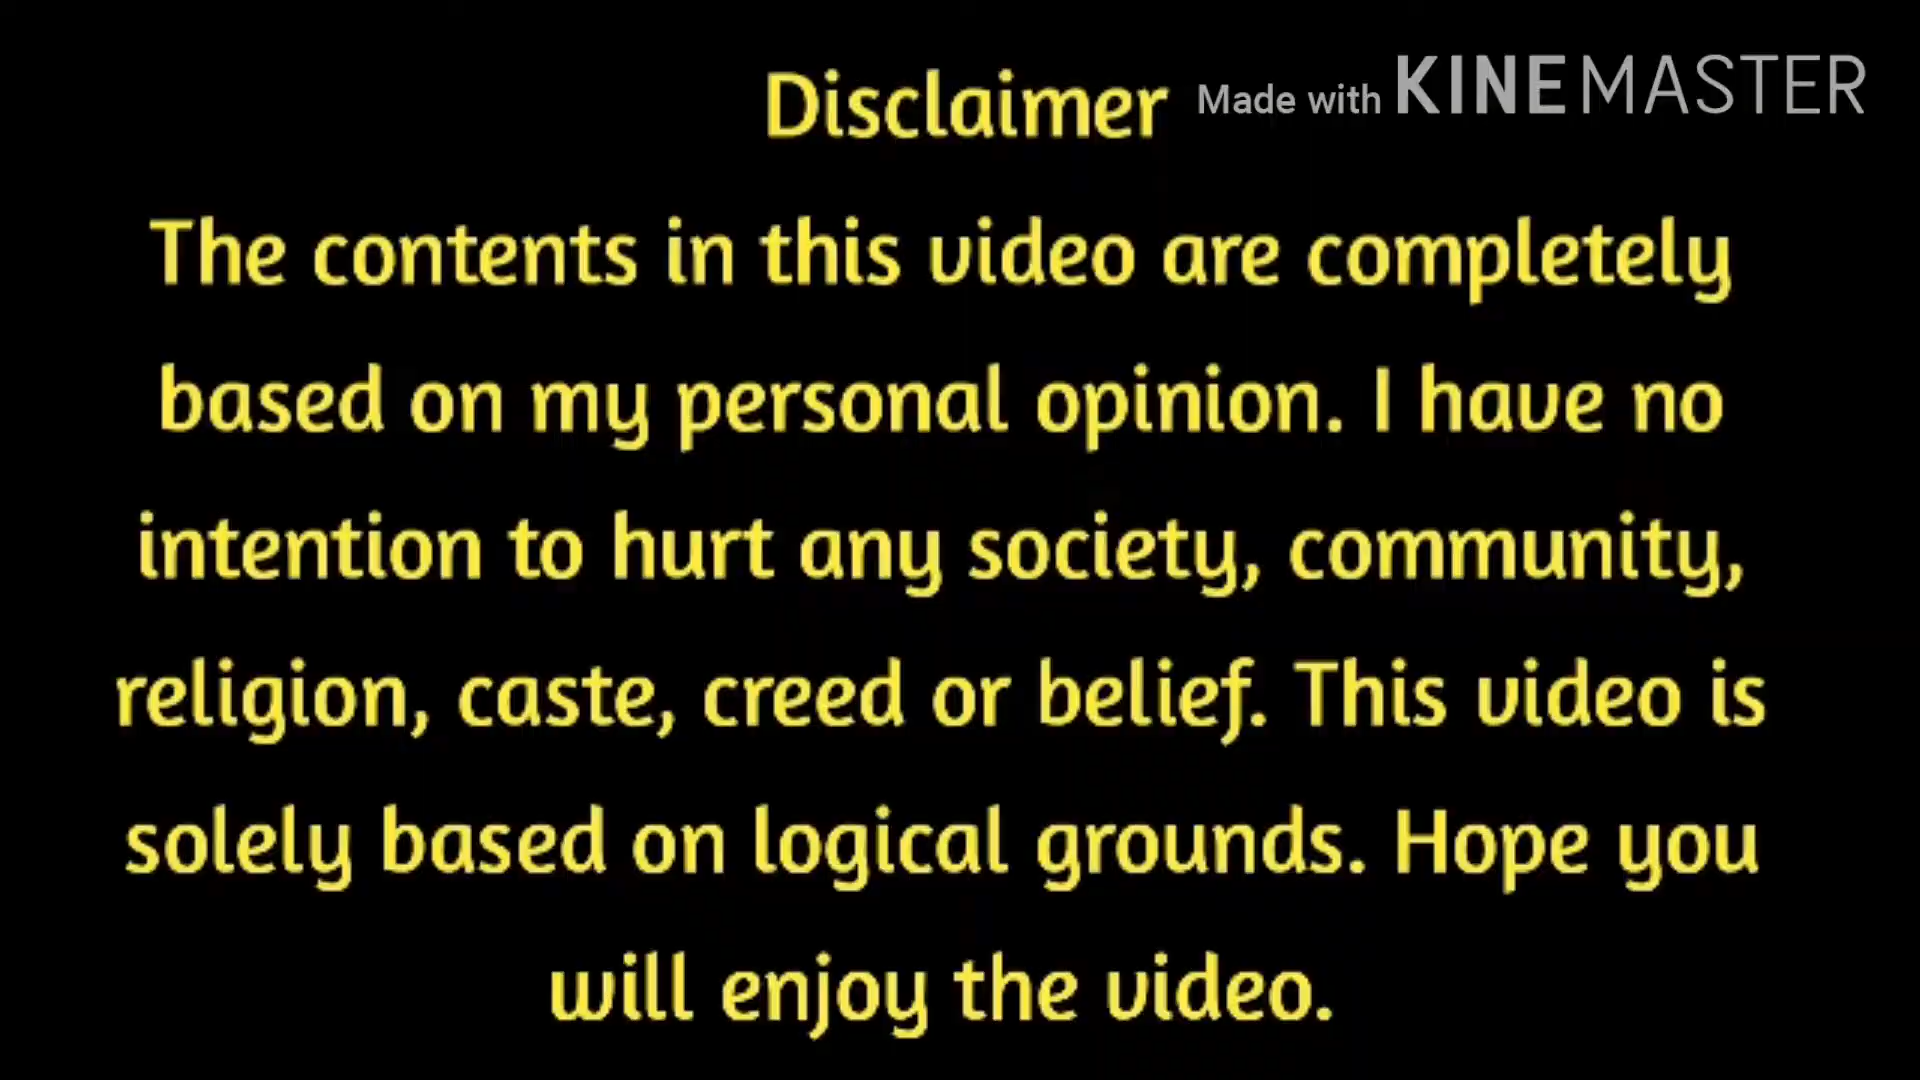 Disclaimer
Made with KINEMASTER
The contents in this video are completely
based on my personal opinion. I have no
intention to hurt any society, community,
religion, caste, creed or belief. This video is
solely based on logical grounds. Hope you
will enjoy the video.